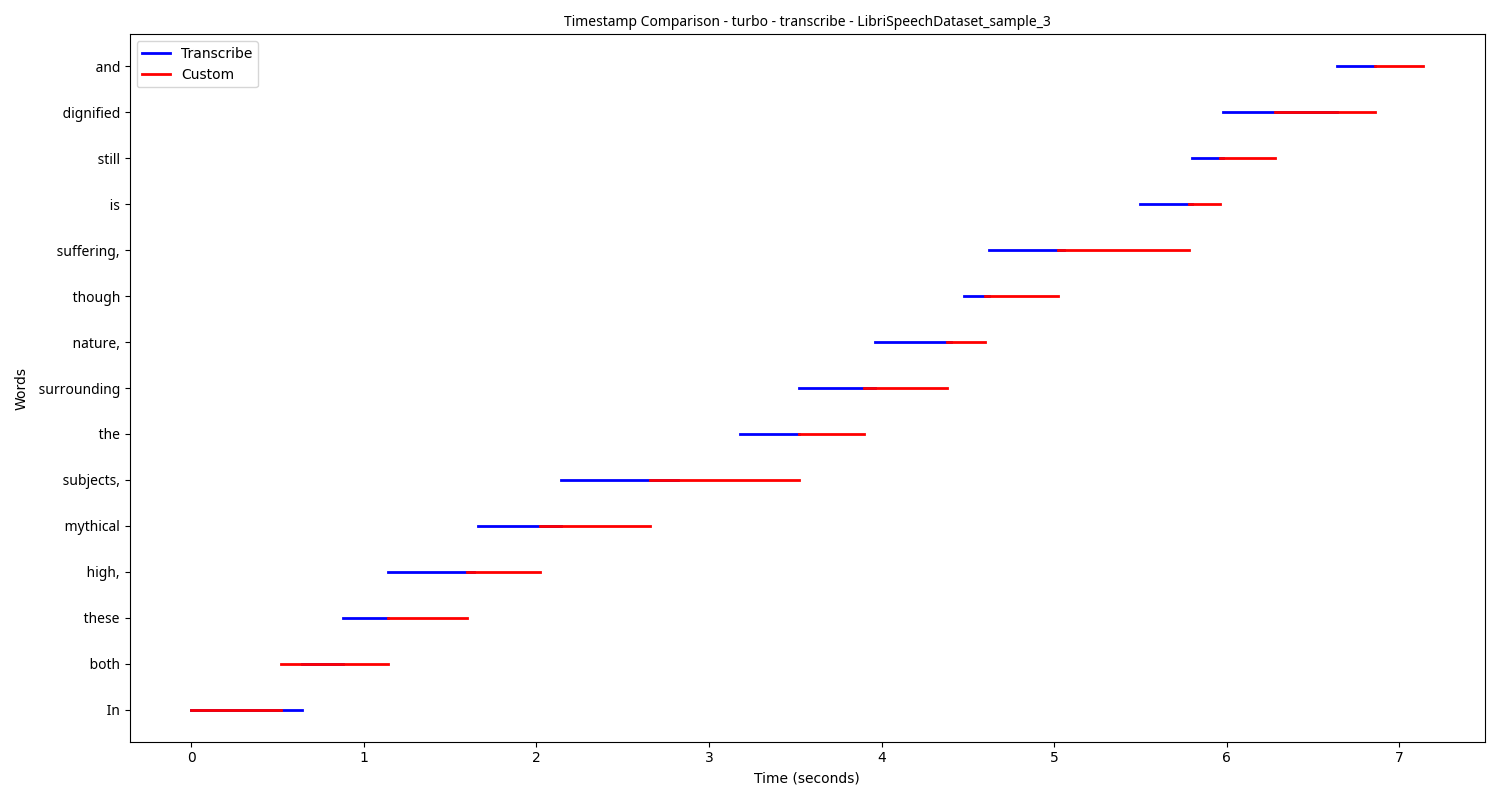 Timestamp Comparison - turbo - transcribe - LibriSpeechDataset_sample_3
Transcribe
Custom
and
dignified
still
is
suffering,
though
nature,
surrounding
the
subjects,
mythical
high,
these
both
In
Words
0 1 2 3 4 5 6 7
Time (seconds)